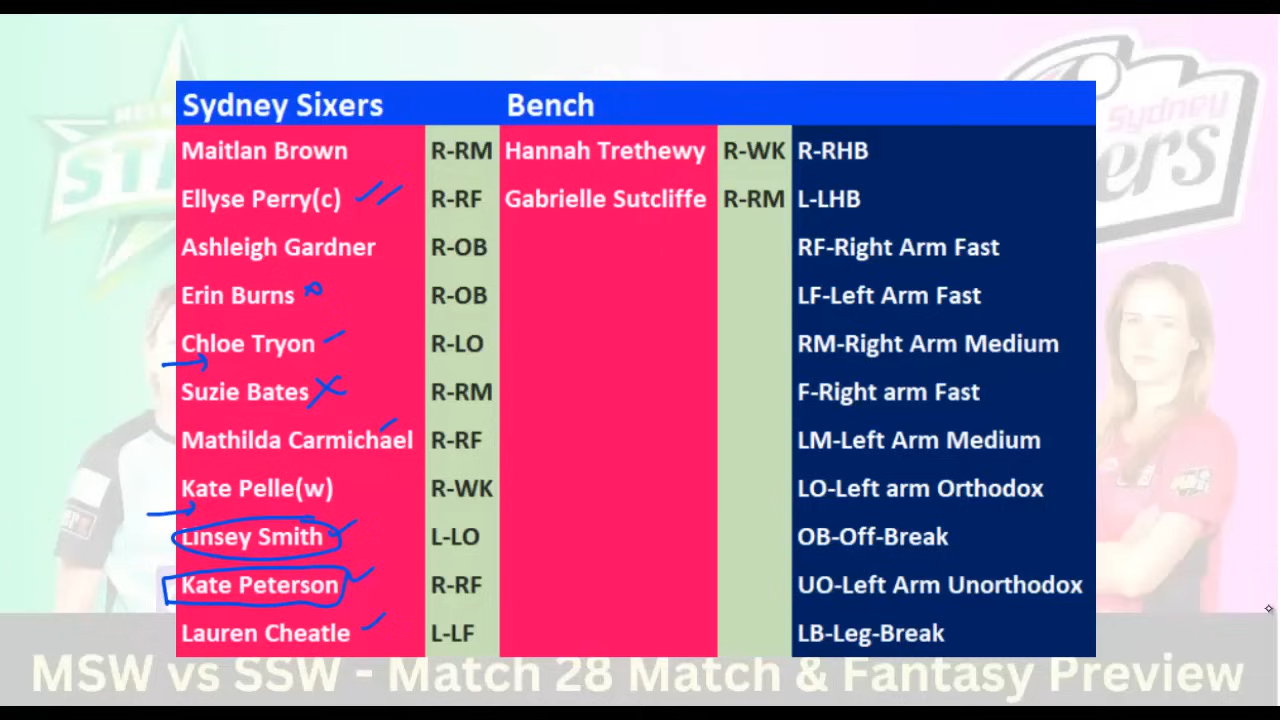 Sydney Sixers Bench
Maitlan Brown R-RM Hannah Trethewy R-WK R-RHB
Ellyse Perry(c) R-RF Gabrielle Sutcliffe R-RM L-LHB
Ashleigh Gardner R-OB RF-Right Arm Fast
Erin Burns R-OB LF-Left Arm Fast
Chloe Tryon R-LO RM-Right Arm Medium
Suzie Bates R-RM F-Right arm Fast
Mathilda Carmichael R-RF LM-Left Arm Medium
Kate Pelle(w) R-WK LO-Left arm Orthodox
Linsey Smith L-LO OB-Off-Break
Kate Peterson R-RF UO-Left Arm Unorthodox
Lauren Cheatle L-LF LB-Leg-Break
MSW vs SSW - Match 28 Match & Fantasy Preview
Sydney
ers